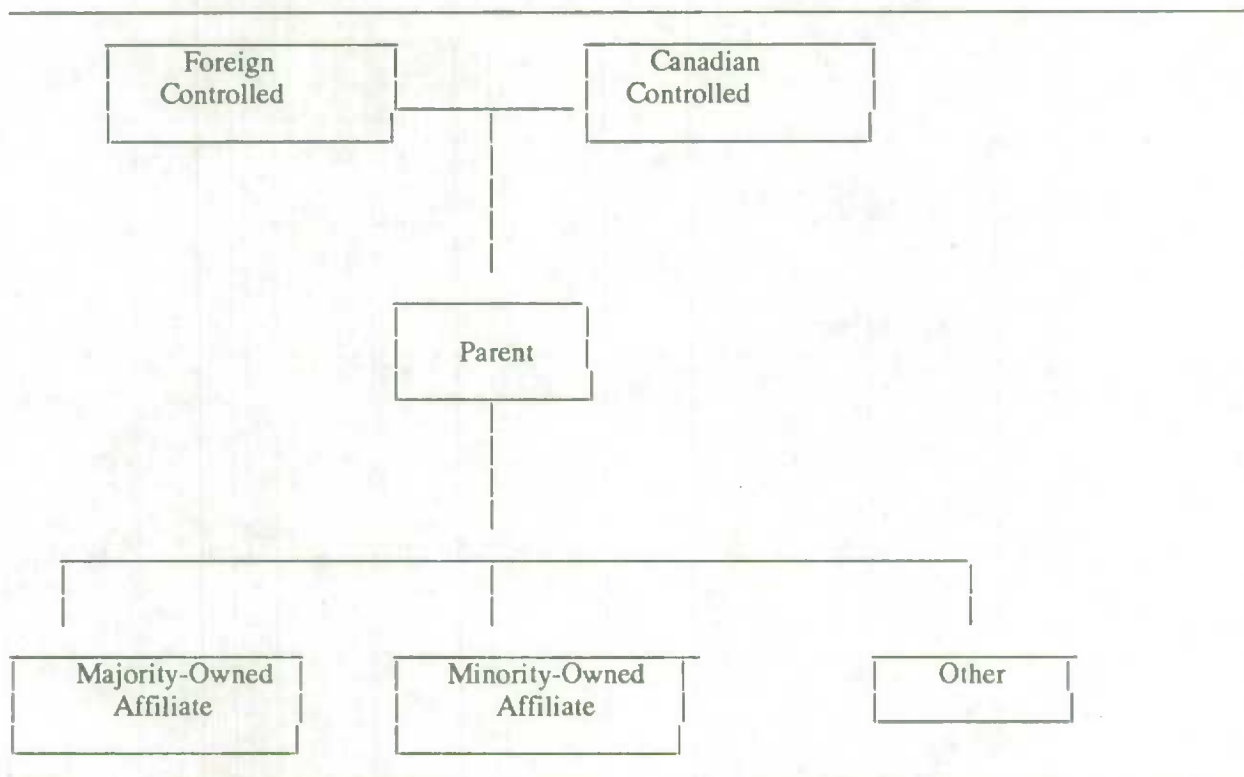 Foreign
Controlled
Canadian
Controlled
Parent
Majority-Owned
Affiliate
Minority-Owned
Affiliate
Other